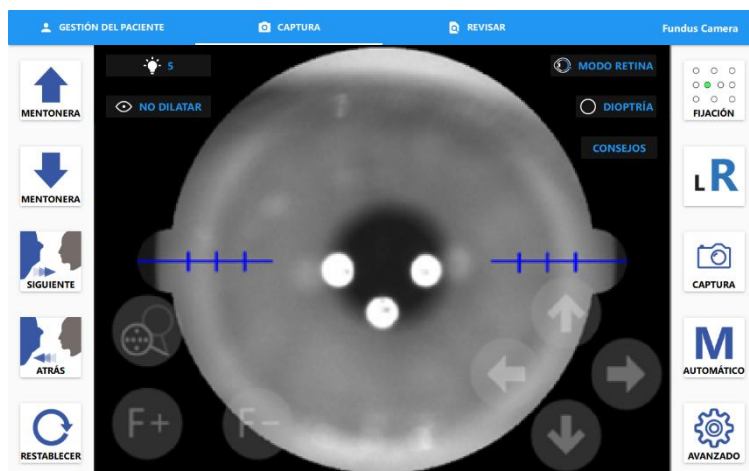 GESTIÓN DEL PACIENTE
CAPTURA
REVISAR
Fundus Camera
MENTONERA
5
MODO RETINA
NO DILATAR
DIOPTRÍA
CONSEJOS
FIJACIÓN
MENTONERA
L R
SIGUIENTE
CAPTURA
ATRÁS
M
AUTOMÁTICO
F+
F-
RESTABLECER
AVANZADO